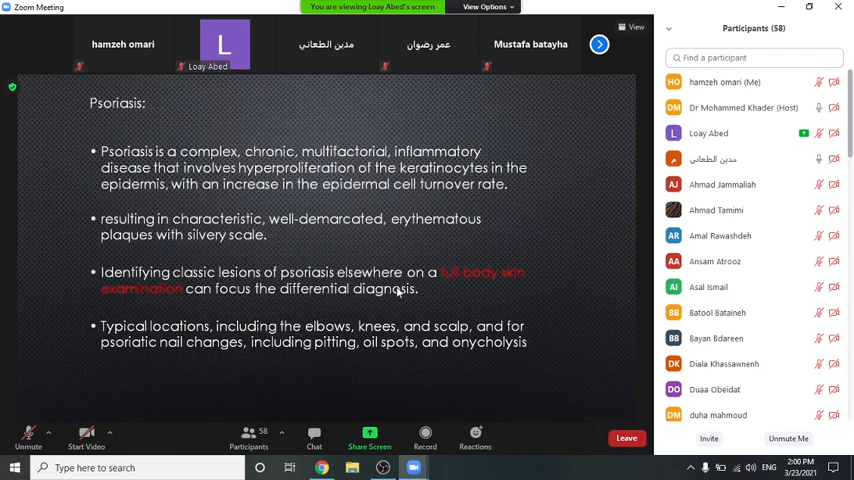 Zoom Meeting
You are viewing Loay Abed's screen
View Options
View
hamzeh omari
L
Loay Abed
مدين الطعاني
عمر رضوان
Mustafa batayha
Psoriasis:
• Psoriasis is a complex, chronic, multifactorial, inflammatory
disease that involves hyperproliferation of the keratinocytes in the
epidermis, with an increase in the epidermal cell turnover rate.
• resulting in characteristic, well-demarcated, erythematous
plaques with silvery scale.
• Identifying classic lesions of psoriasis elsewhere on a full-body skin
examination can focus the differential diagnosis.
• Typical locations, including the elbows, knees, and scalp, and for
psoriatic nail changes, including pitting, oil spots, and onycholysis
Unmute
Start Video
58
Participants
Chat
Share Screen
Record
Reactions
Leave
Participants (58)
Find a participant
HO hamzeh omari (Me)
DM Dr Mohammed Khader (Host)
L Loay Abed
م مدين الطعاني
AJ Ahmad Jammaliah
Ahmad Tamimi
AR Amal Rawashdeh
AA Ansam Atrooz
AI Asal Ismail
BB Batool Bataineh
BB Bayan Bdareen
DK Diala Khassawneh
DO Duaa Obeidat
DM duha mahmoud
Invite
Unmute Me
Type here to search
ENG
2:00 PM
3/23/2021